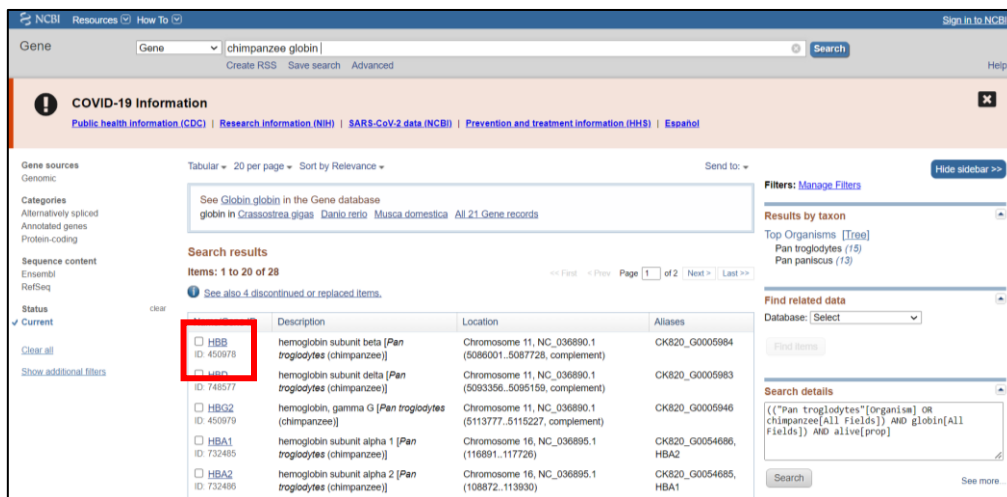 NCBI Resources How To Sign in to NCBI
Gene Gene chimpanzee globin Search
Create RSS Save search Advanced Help
COVID-19 Information
Public health information (CDC) | Research information (NIH) | SARS-CoV-2 data (NCBI) | Prevention and treatment information (HHS) | Español
Gene sources
Genomic
Categories
Alternatively spliced
Annotated genes
Protein-coding
Sequence content
Ensembl
RefSeq
Status clear
Current
Clear all
Show additional filters
Tabular 20 per page Sort by Relevance Send to:
See Globin globin in the Gene database
globin in Crassostrea gigas Danio rerio Musca domestica All 21 Gene records
Search results
Items: 1 to 20 of 28 << First < Prev Page 1 of 2 Next > Last >>
See also 4 discontinued or replaced items.
Description Location Aliases
HBB hemoglobin subunit beta [Pan Chromosome 11, NC_036890.1 CK820_G0005984
ID: 450978 troglodytes (chimpanzee)] (5086001..5087728, complement)
HBD hemoglobin subunit delta [Pan Chromosome 11, NC_036890.1 CK820_G0005983
ID: 748577 troglodytes (chimpanzee)] (5093356..5095159, complement)
HBG2 hemoglobin, gamma G [Pan troglodytes Chromosome 11, NC_036890.1 CK820_G0005946
ID: 450979 (chimpanzee)] (5113777..5115227, complement)
HBA1 hemoglobin subunit alpha 1 [Pan Chromosome 16, NC_036895.1 CK820_G0054686,
ID: 732485 troglodytes (chimpanzee)] (116891..117726) HBA2
HBA2 hemoglobin subunit alpha 2 [Pan Chromosome 16, NC_036895.1 CK820_G0054685,
ID: 732486 troglodytes (chimpanzee)] (108872..113930) HBA1
Hide sidebar >>
Filters: Manage Filters
Results by taxon
Top Organisms [Tree]
Pan troglodytes (15)
Pan paniscus (13)
Find related data
Database: Select
Find items
Search details
(("Pan troglodytes"[Organism] OR
chimpanzee[All Fields]) AND globin[All
Fields]) AND alive[prop]
Search See more...